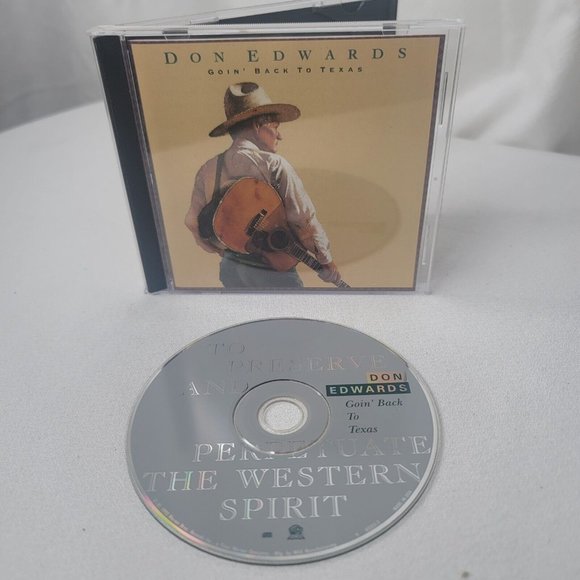 DON EDWARDS
GOIN' BACK TO TEXAS
TO
PRESERVE
AND
DON
EDWARDS
Goin' Back
To
Texas
PERPETUATE
THE WESTERN
SPIRIT